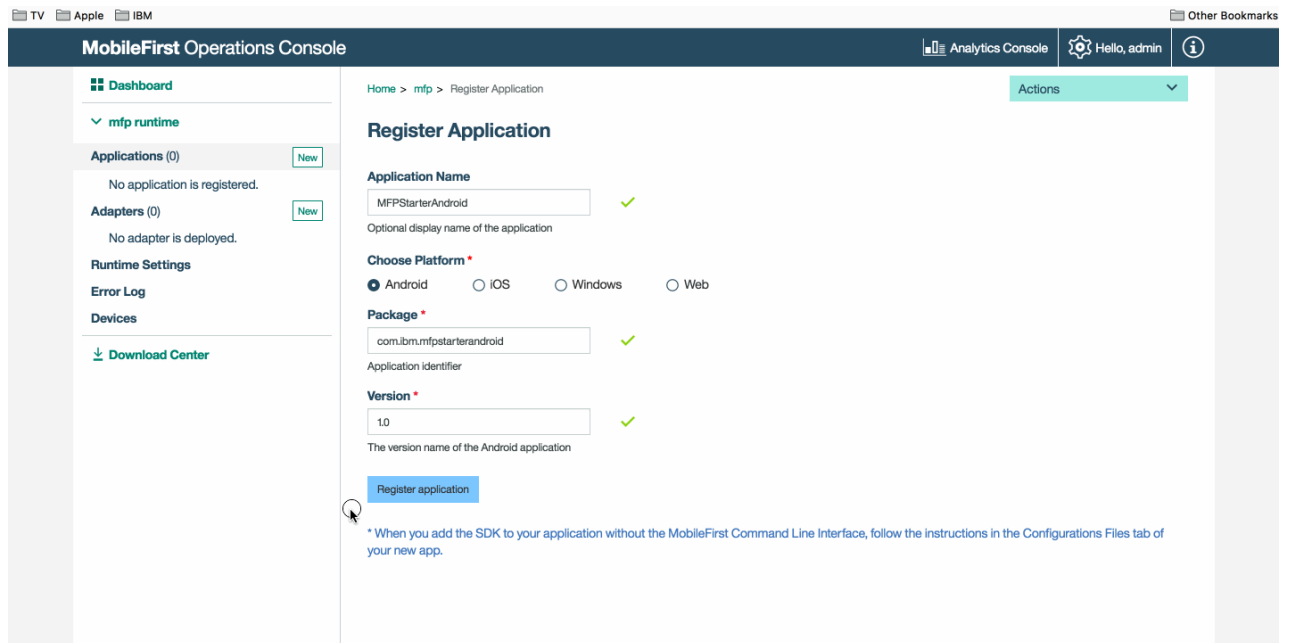 TV Apple IBM Other Bookmarks
MobileFirst Operations Console Analytics Console Hello, admin
Dashboard
mfp runtime
Applications (0) New
No application is registered.
Adapters (0) New
No adapter is deployed.
Runtime Settings
Error Log
Devices
Download Center
Home > mfp > Register Application
Actions
Register Application
Application Name
MFPStarterAndroid
Optional display name of the application
Choose Platform *
Android iOS Windows Web
Package *
com.ibm.mfpstarterandroid
Application identifier
Version *
1.0
The version name of the Android application
Register application
* When you add the SDK to your application without the MobileFirst Command Line Interface, follow the instructions in the Configurations Files tab of
your new app.